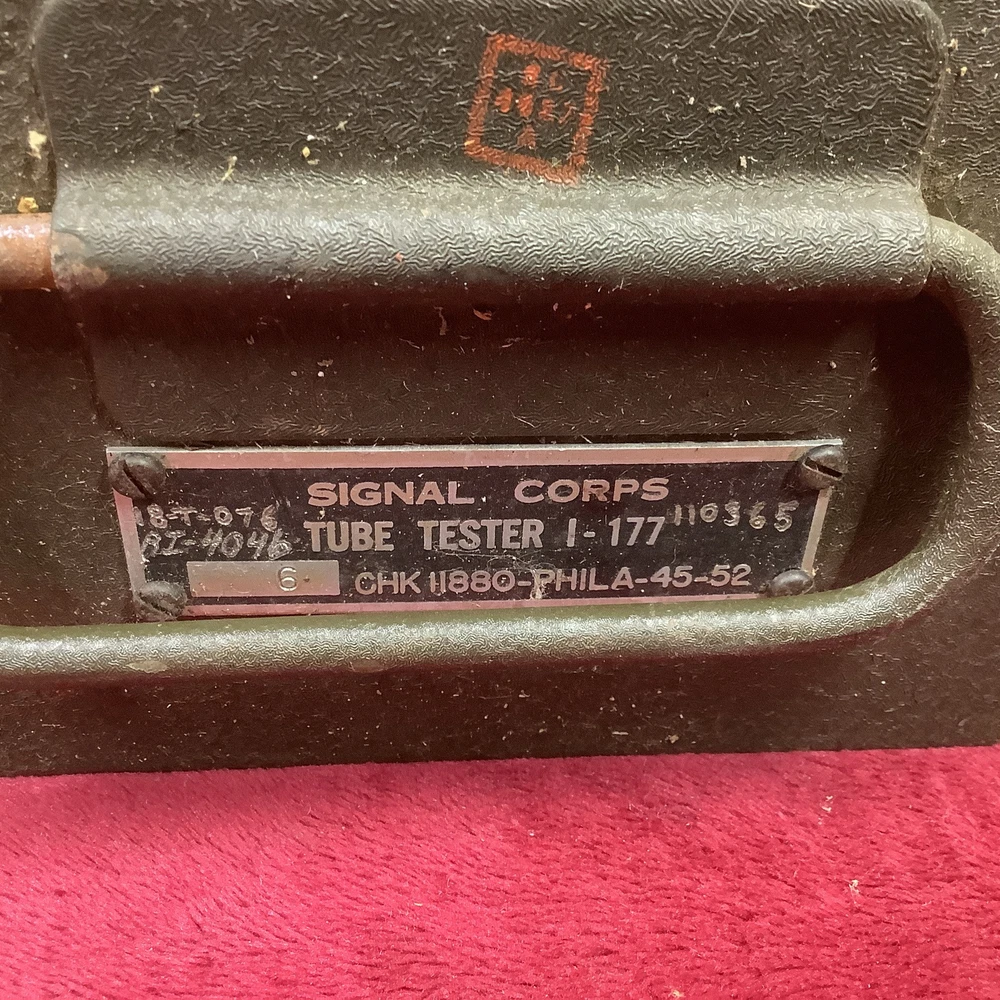 SIGNAL CORPS
18-T-076 TUBE TESTER I-177 110365
AI-4046
6 CHK 11880-PHILA-45-52